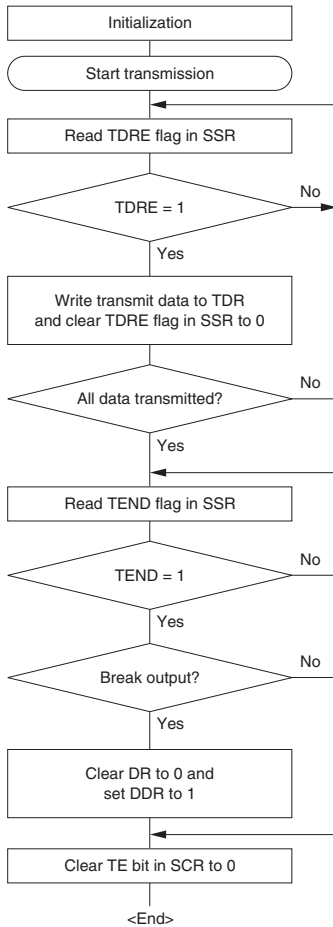 Initialization
Start transmission
Read TDRE flag in SSR
No
TDRE = 1
Yes
Write transmit data to TDR
and clear TDRE flag in SSR to 0
No
All data transmitted?
Yes
Read TEND flag in SSR
No
TEND = 1
Yes
No
Break output?
Yes
Clear DR to 0 and
set DDR to 1
Clear TE bit in SCR to 0
<End>